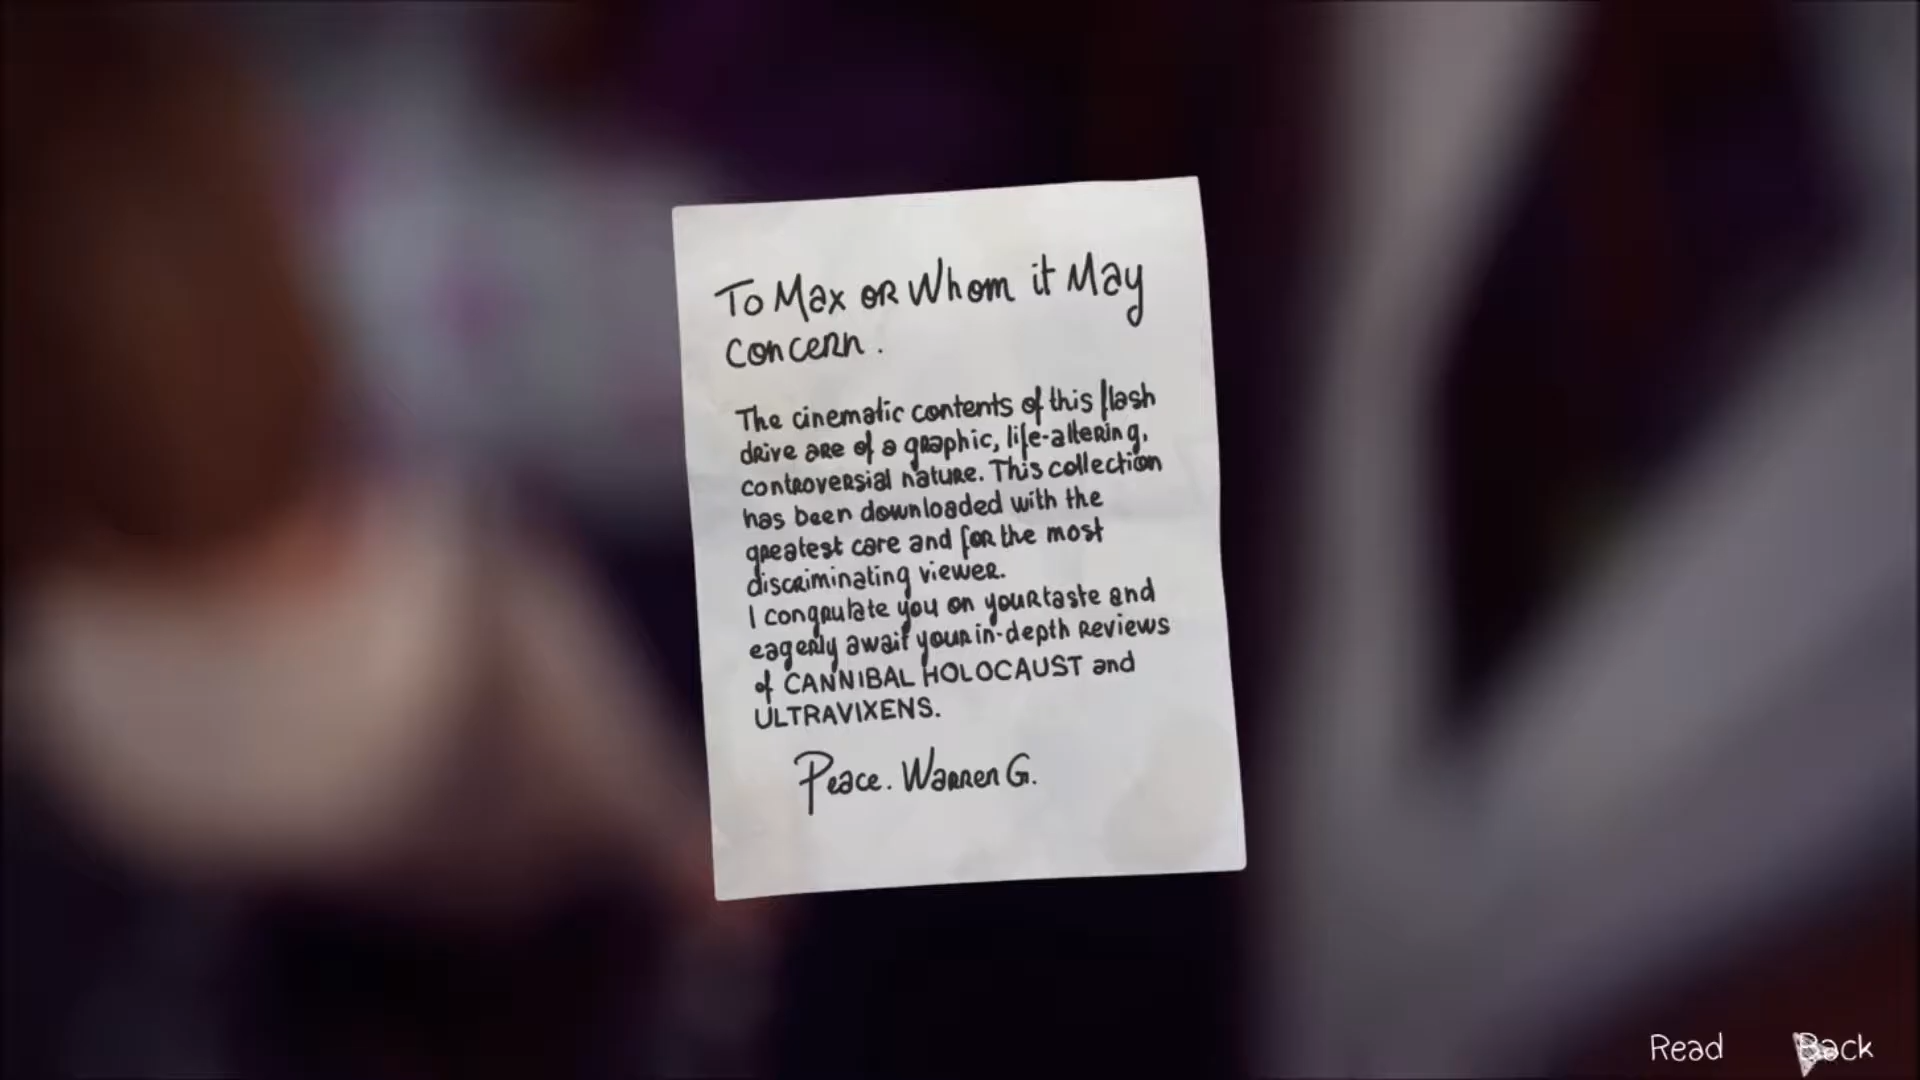 To Max or Whom it May
concern.
The cinematic contents of this flash
drive are of a graphic, life-altering,
controversial nature. This collection
has been downloaded with the
greatest care and for the most
discriminating viewer.
I congrulate you on your taste and
eagerly await your in-depth reviews
of CANNIBAL HOLOCAUST and
ULTRAVIXENS.
Peace. Warren G.
Read Back